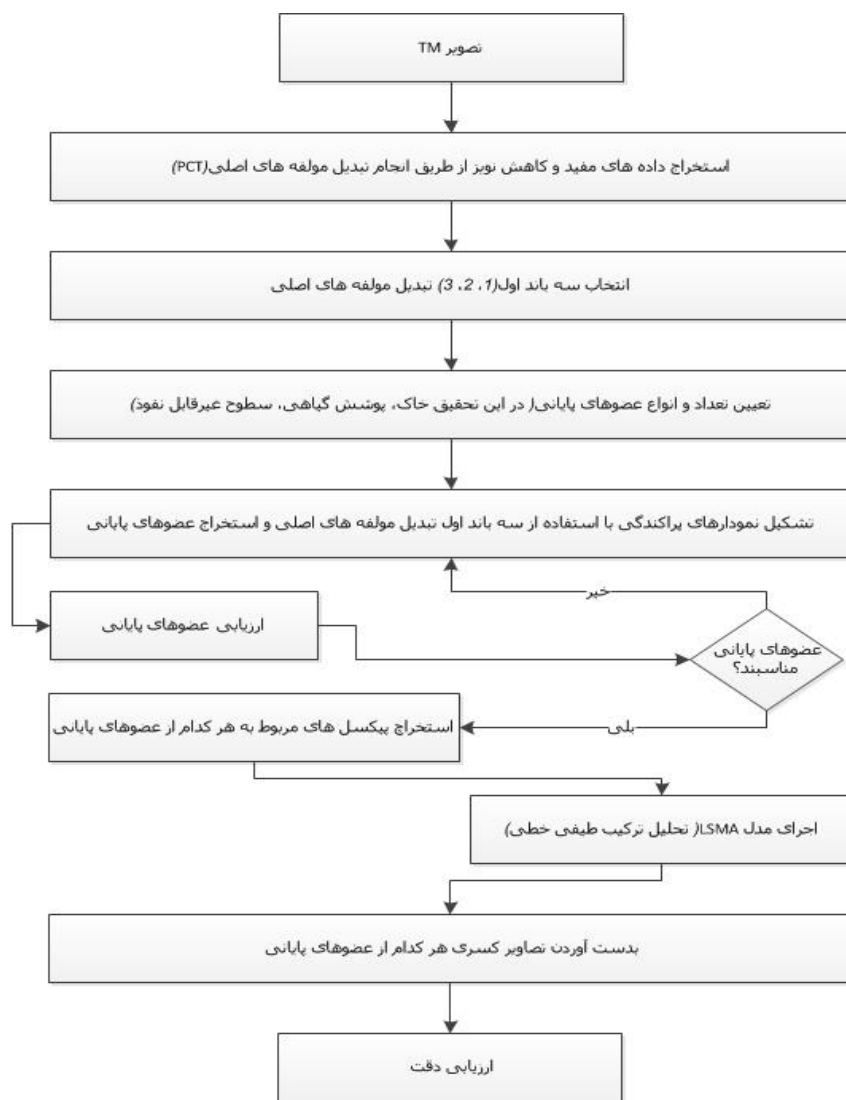 تصویر TM
استخراج داده های مفید و کاهش نویز از طریق انجام تبدیل مولفه های اصلی(PCT)
انتخاب سه باند اول(1، 2، 3) تبدیل مولفه های اصلی
تعیین تعداد و انواع عضوهای پایانی( در این تحقیق خاک، پوشش گیاهی، سطوح غیرقابل نفوذ)
تشکیل نمودارهای پراکندگی با استفاده از سه باند اول تبدیل مولفه های اصلی و استخراج عضوهای پایانی
خیر
ارزیابی عضوهای پایانی
عضوهای پایانی
مناسبند؟
بلی
استخراج پیکسل های مربوط به هر کدام از عضوهای پایانی
اجرای مدل LSMA( تحلیل ترکیب طیفی خطی)
بدست آوردن تصاویر کسری هر کدام از عضوهای پایانی
ارزیابی دقت